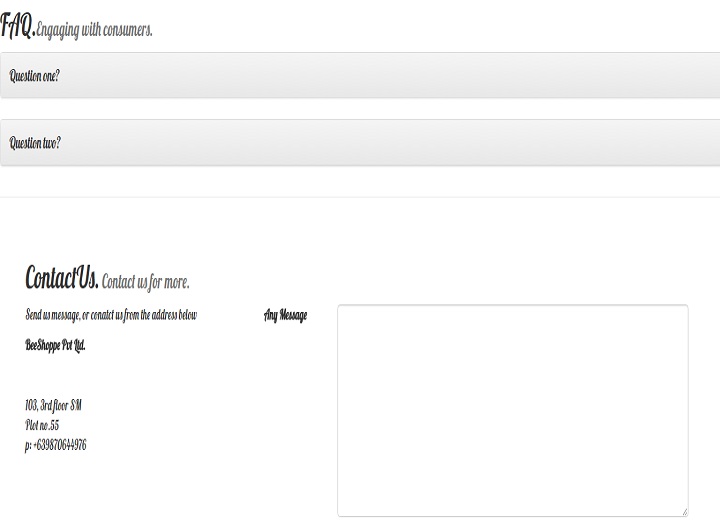 FAQ. Engaging with consumers.
Question one?
Question two?
ContactUs. Contact us for more.
Send us message, or conatct us from the address below
Any Message
BeeShoppe Pvt Ltd.
103, 3rd floor SM
Plot no .55
p: +639870644976